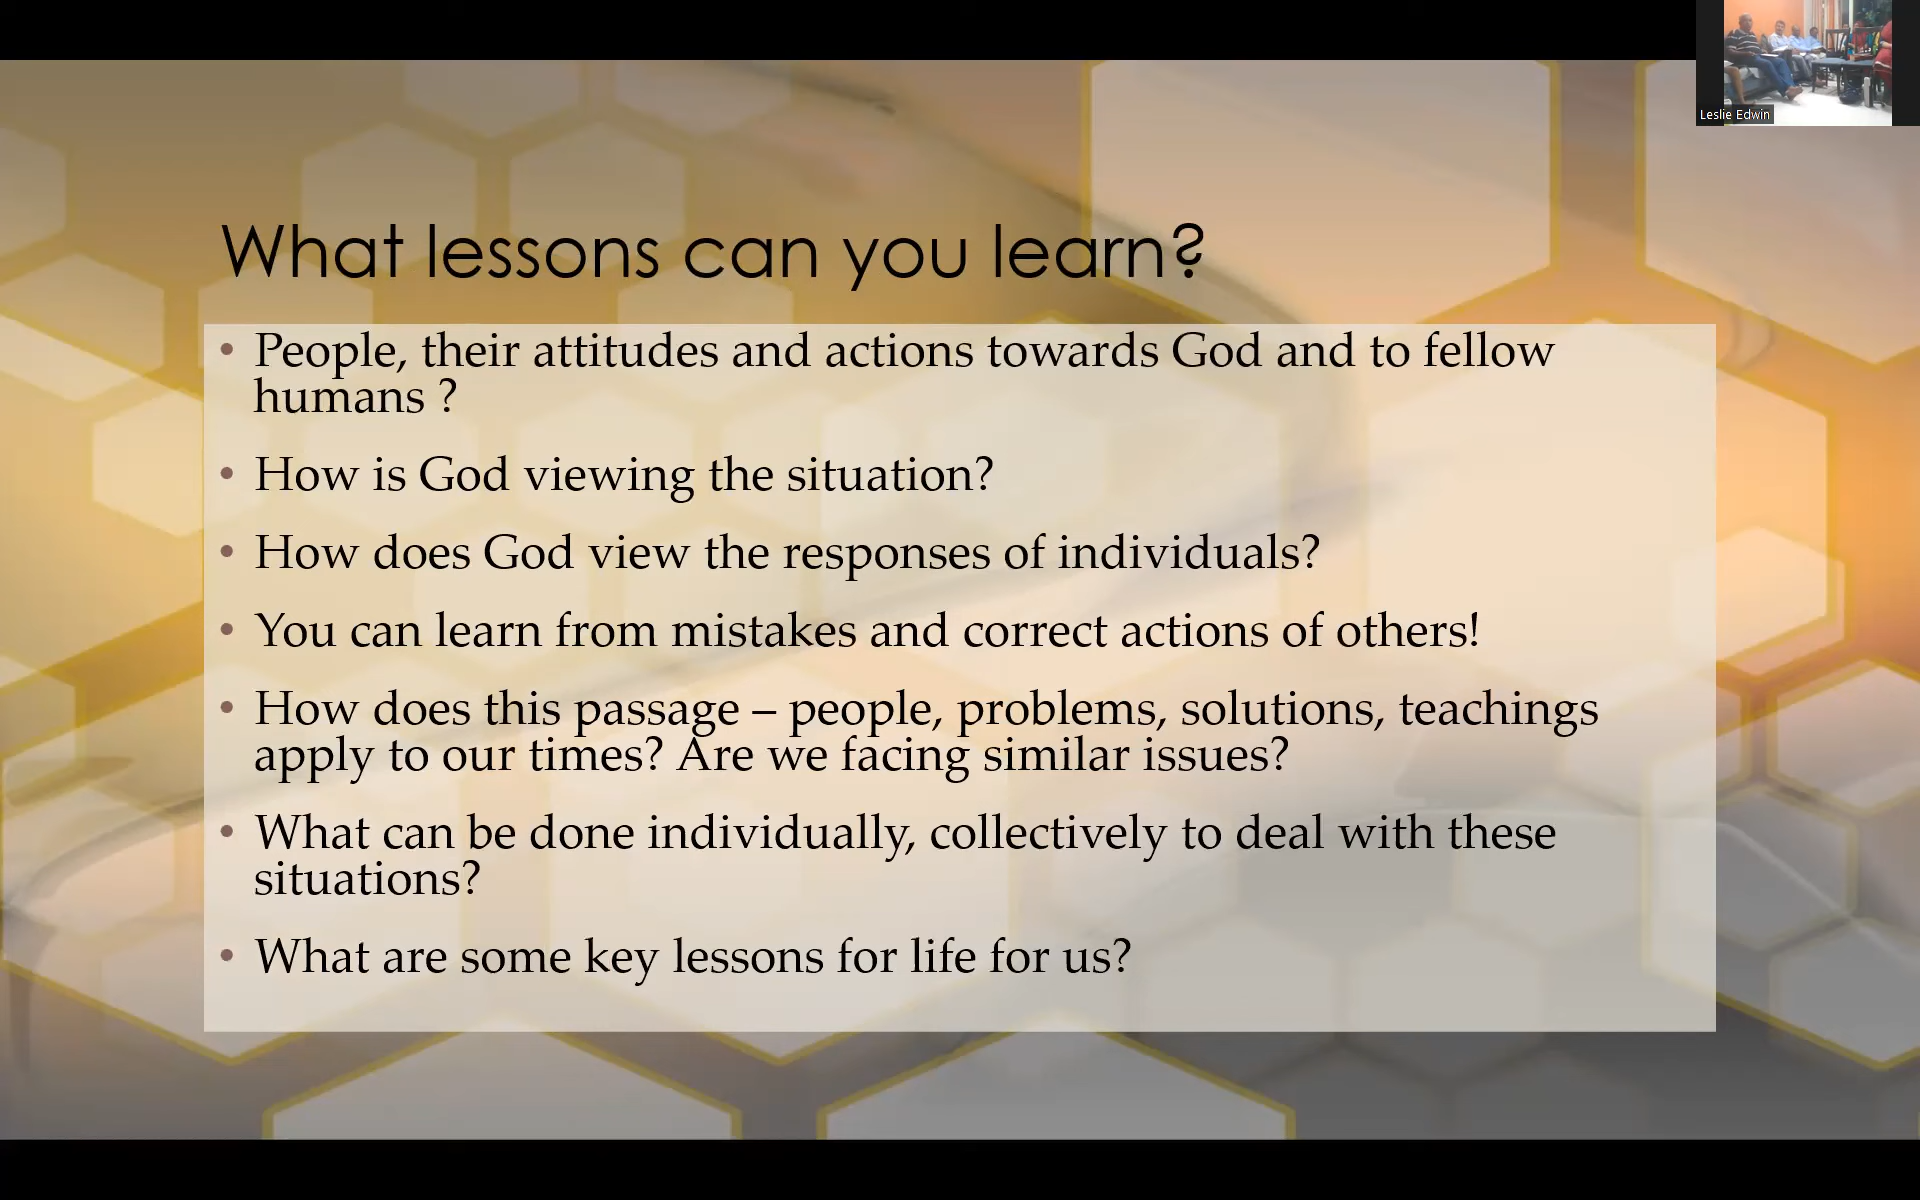 Leslie Edwin
What lessons can you learn?
• People, their attitudes and actions towards God and to fellow
humans ?
• How is God viewing the situation?
• How does God view the responses of individuals?
• You can learn from mistakes and correct actions of others!
• How does this passage – people, problems, solutions, teachings
apply to our times? Are we facing similar issues?
• What can be done individually, collectively to deal with these
situations?
• What are some key lessons for life for us?